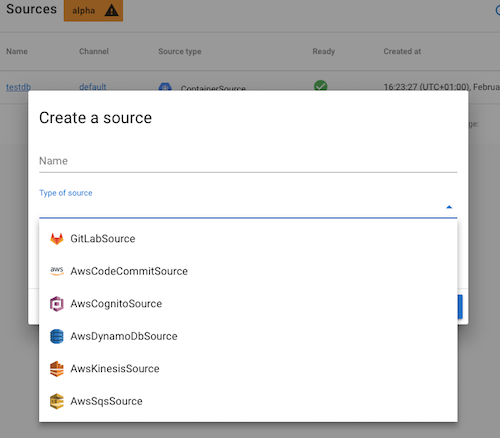 Sources alpha
Name Channel Source type Ready Created at
testdb default ContainerSource 16:23:27 (UTC+01:00), Februa
ge:
Create a source
Name
Type of source
GitLabSource
aws AwsCodeCommitSource
AwsCognitoSource
AwsDynamoDbSource
AwsKinesisSource
AwsSqsSource